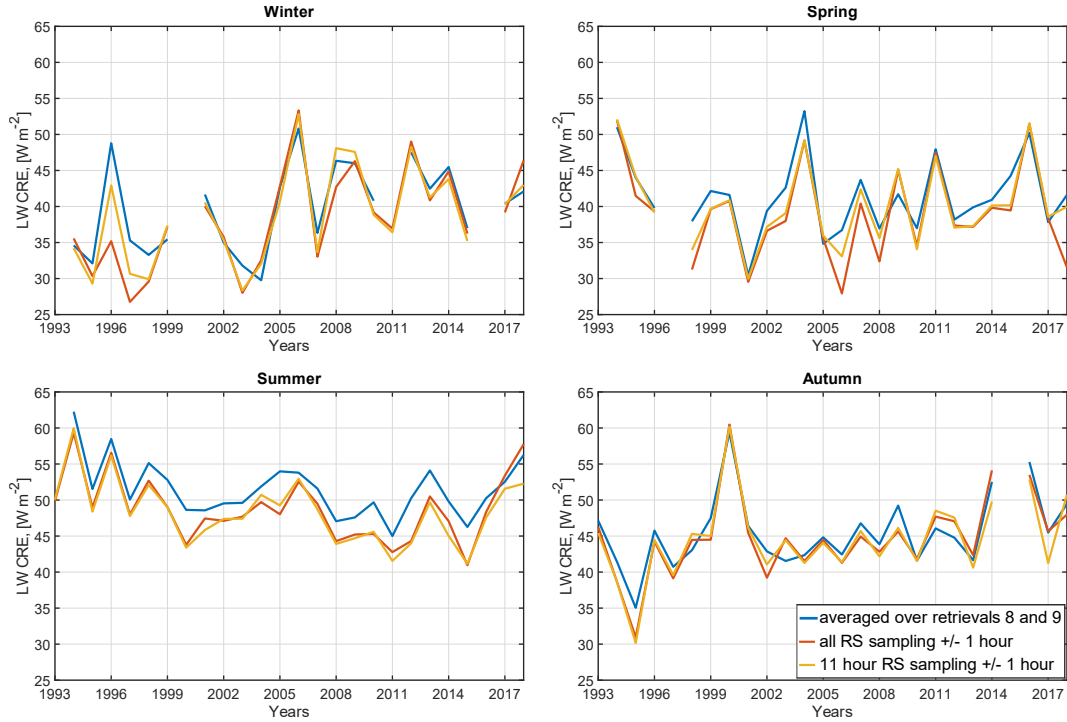 Winter
65
60
55
50
45
40
35
30
25
LW CRE, [W m-2]
1993 1996 1999 2002 2005 2008 2011 2014 2017
Years
Spring
65
60
55
50
45
40
35
30
25
LW CRE, [W m-2]
1993 1996 1999 2002 2005 2008 2011 2014 2017
Years
Summer
65
60
55
50
45
40
35
30
25
LW CRE, [W m-2]
1993 1996 1999 2002 2005 2008 2011 2014 2017
Years
Autumn
65
60
55
50
45
40
35
30
25
LW CRE, [W m-2]
averaged over retrievals 8 and 9
all RS sampling +/- 1 hour
11 hour RS sampling +/- 1 hour
1993 1996 1999 2002 2005 2008 2011 2014 2017
Years